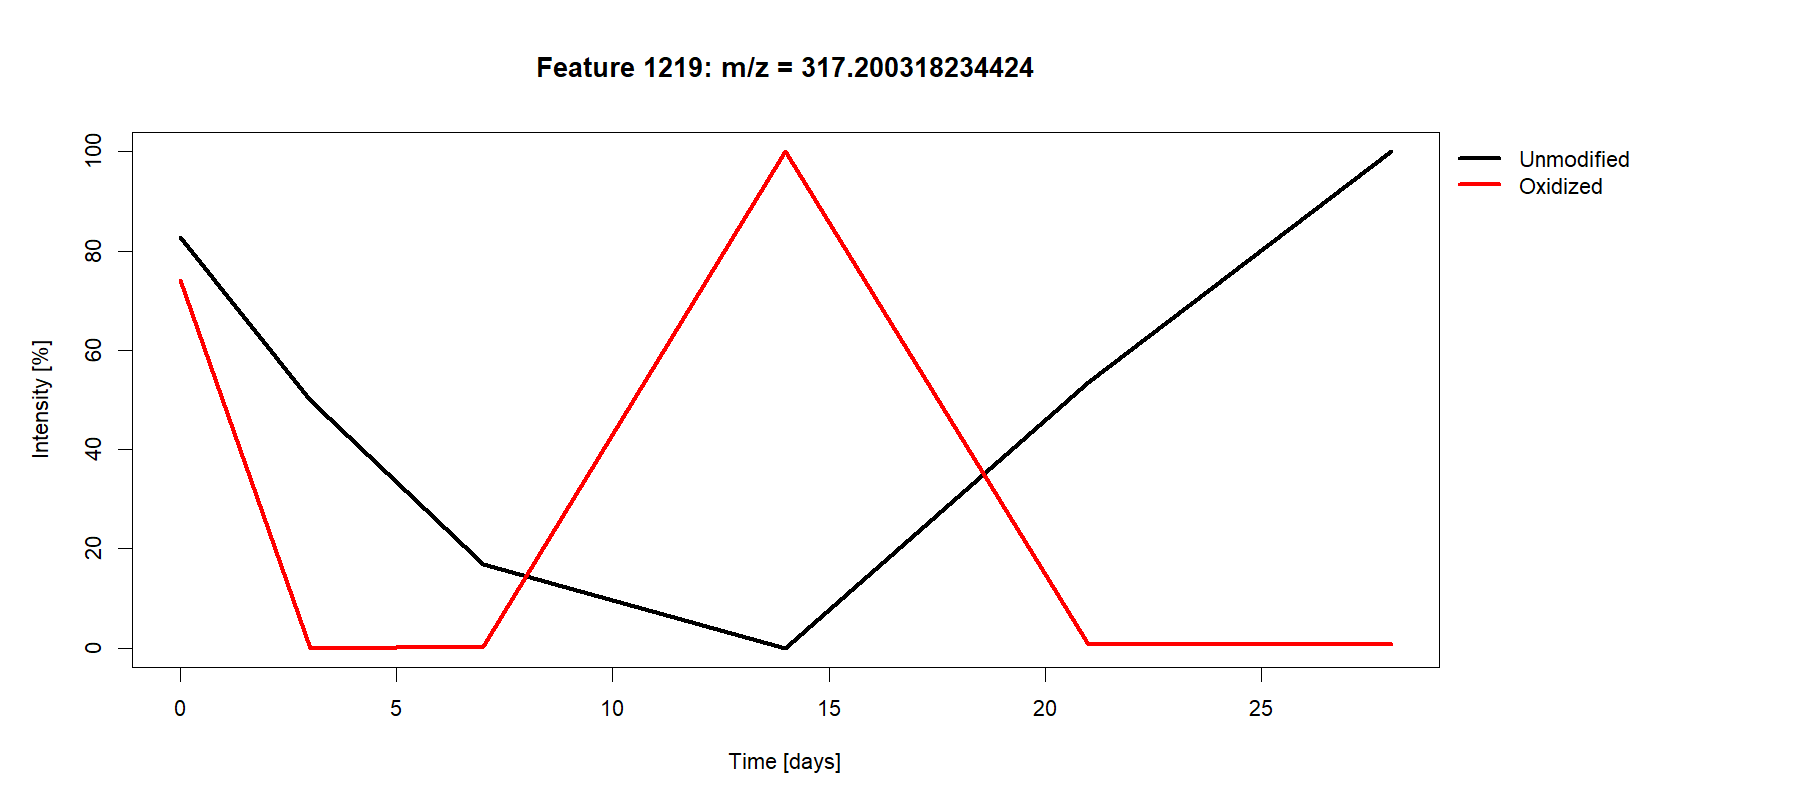 Feature 1219: m/z = 317.200318234424
Unmodified
Oxidized
Intensity [%]
100
80
60
40
20
0
0 5 10 15 20 25
Time [days]